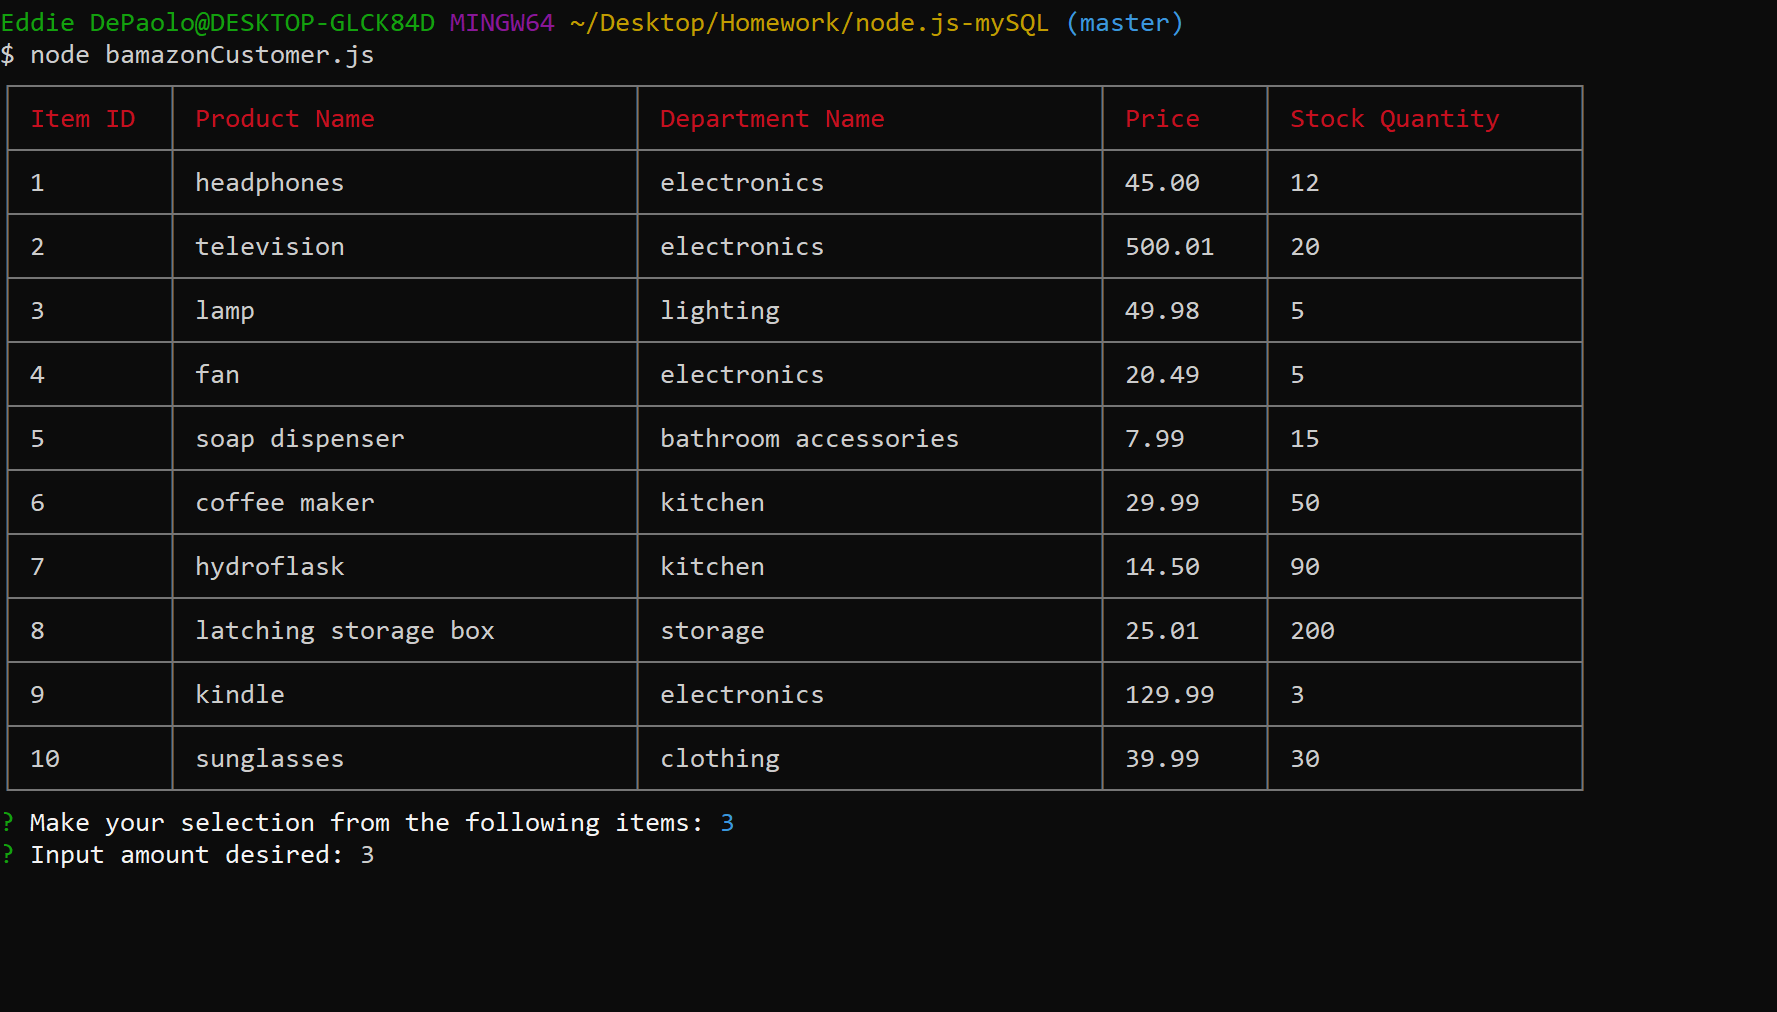 Eddie DePaolo@DESKTOP-GLCK84D MINGW64 ~/Desktop/Homework/node.js-mySQL (master)
$ node bamazonCustomer.js
Item ID Product Name Department Name Price Stock Quantity
1 headphones electronics 45.00 12
2 television electronics 500.01 20
3 lamp lighting 49.98 5
4 fan electronics 20.49 5
5 soap dispenser bathroom accessories 7.99 15
6 coffee maker kitchen 29.99 50
7 hydroflask kitchen 14.50 90
8 latching storage box storage 25.01 200
9 kindle electronics 129.99 3
10 sunglasses clothing 39.99 30
? Make your selection from the following items: 3
? Input amount desired: 3